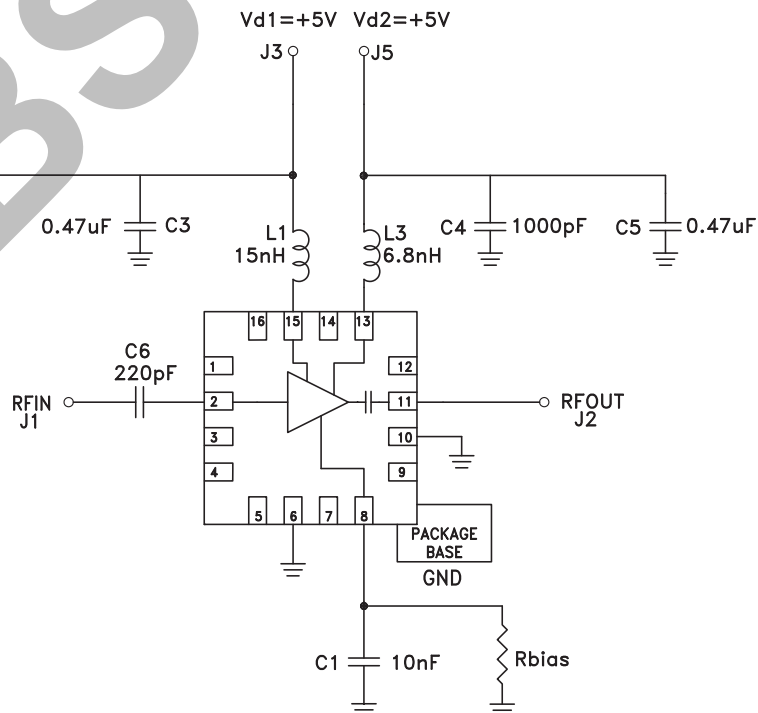 Vd1=+5V Vd2=+5V
J3 J5
0.47uF C3
L1
15nH
L3
6.8nH
C4 1000pF
C5 0.47uF
16 15 14 13
C6
220pF
1 12
RFIN
J1
2 11
RFOUT
J2
3 10
4 9
5 6 7 8
PACKAGE
BASE
GND
C1 10nF
Rbias
BS